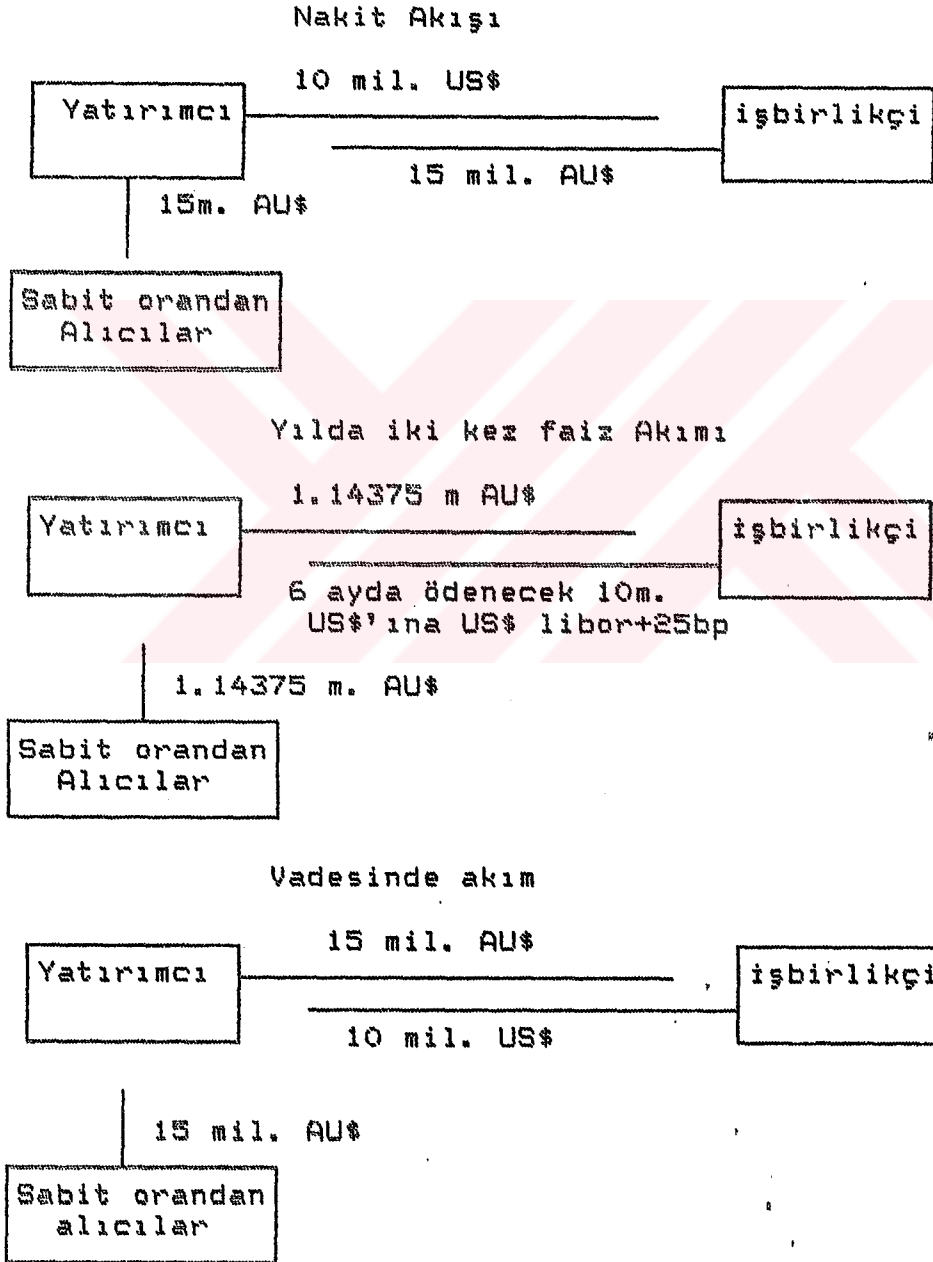 Nakit Akışı
10 mil. US$
Yatırımcı
işbirlikçi
15 mil. AU$
15m. AU$
Sabit orandan
Alıcılar
Yılda iki kez faiz Akımı
1.14375 m AU$
Yatırımcı
işbirlikçi
6 ayda ödenecek 10m.
US$'ına US$ libor+25bp
1.14375 m. AU$
Sabit orandan
Alıcılar
Vadesinde akım
15 mil. AU$
Yatırımcı
işbirlikçi
10 mil. US$
15 mil. AU$
Sabit orandan
alıcılar